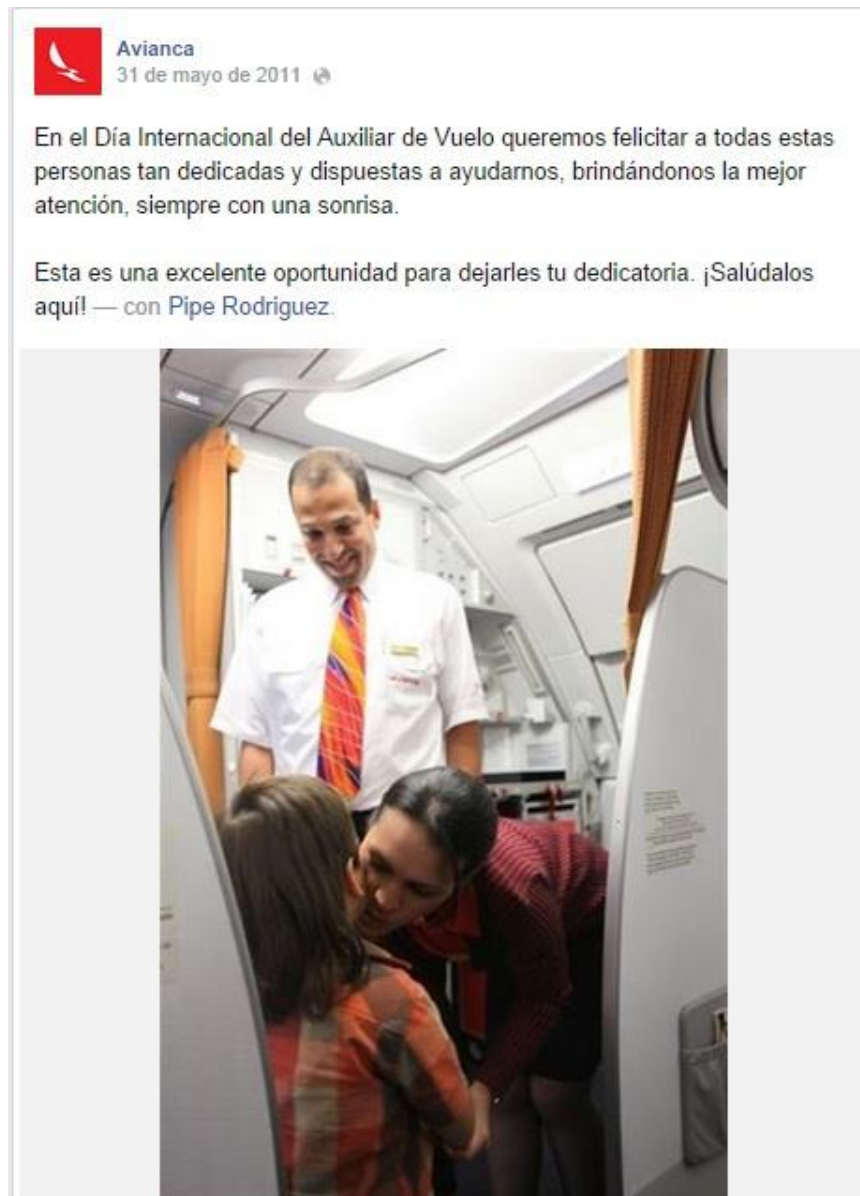 Avianca
31 de mayo de 2011
En el Día Internacional del Auxiliar de Vuelo queremos felicitar a todas estas
personas tan dedicadas y dispuestas a ayudarnos, brindándonos la mejor
atención, siempre con una sonrisa.
Esta es una excelente oportunidad para dejarles tu dedicatoria. ¡Salúdalos
aquí! — con Pipe Rodriguez.